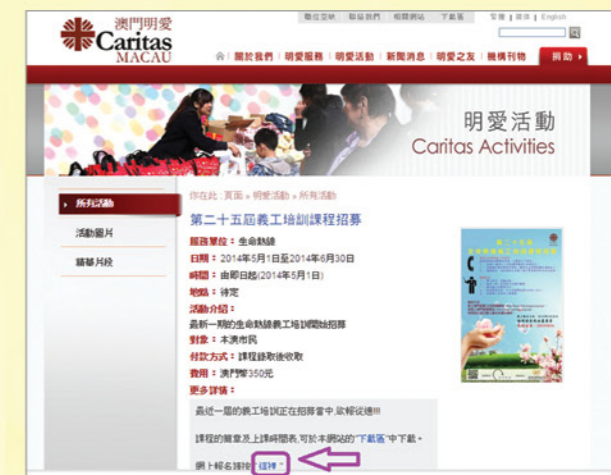 澳門明愛
Caritas
MACAU
職位空缺 聯絡我們 相關網站 下載區 繁體 | 簡体 | English
關於我們 明愛服務 明愛活動 新聞消息 明愛之友 機構刊物 捐助
明愛活動
Caritas Activities
所有活動
活動圖片
精華片段
你在此 : 頁面 » 明愛活動 » 所有活動
第二十五屆義工培訓課程招募
服務單位：生命熱線
日期：2014年5月1日至2014年6月30日
時間：由即日起(2014年5月1日)
地點：待定
活動介紹：
最新一期的生命熱線義工培訓開始招募
對象：本澳市民
付款方式：課程錄取後收取
費用：澳門幣350元
更多詳情：
最近一屆的義工培訓正在招募當中,欲報從速!!!
課程的簡章及上課時間表,可於本網站的"下載區"中下載。
網上報名請按"這裡"